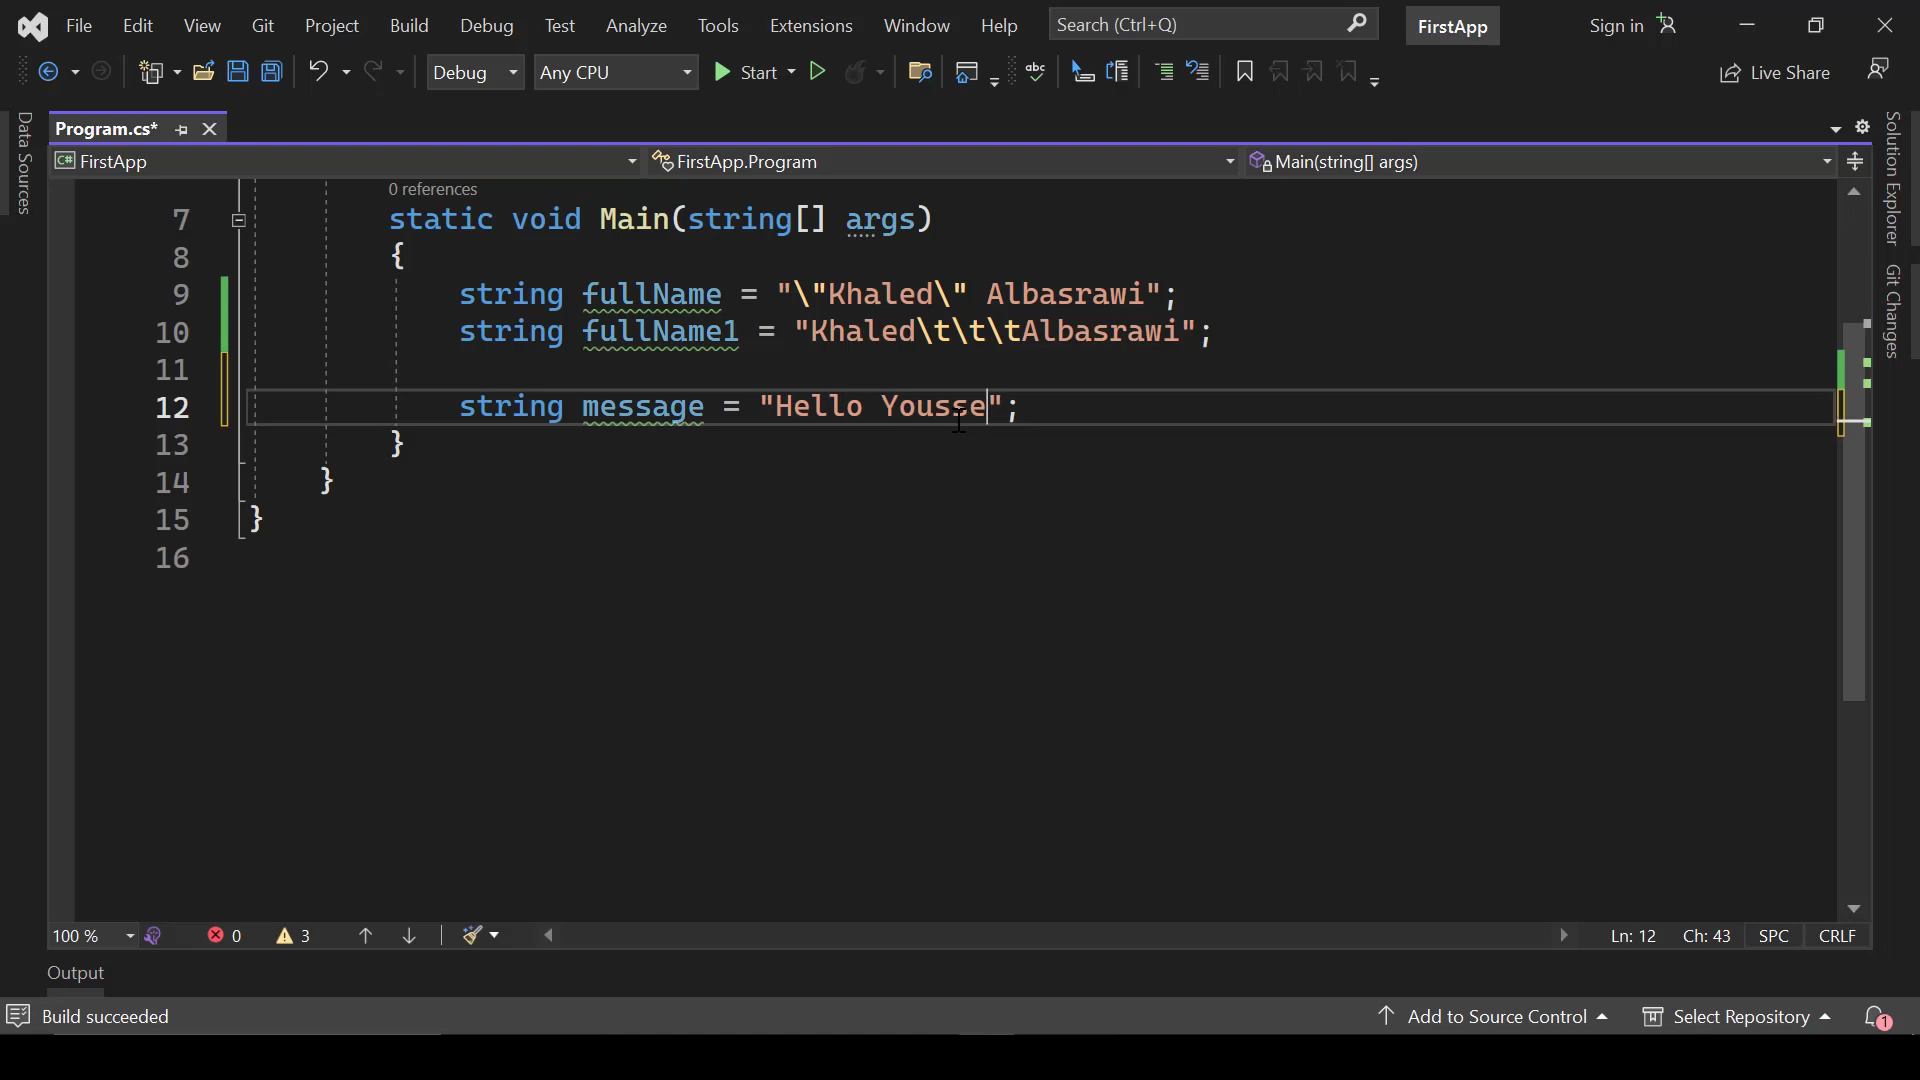 File Edit View Git Project Build Debug Test Analyze Tools Extensions Window Help Search (Ctrl+Q) FirstApp Sign in
Debug Any CPU Start Live Share
Data Sources
Program.cs*
FirstApp FirstApp.Program Main(string[] args)
Solution Explorer
Git Changes
0 references
7 static void Main(string[] args)
8 {
9 string fullName = "\"Khaled\" Albasrawi";
10 string fullName1 = "Khaled\t\t\tAlbasrawi";
11
12 string message = "Hello Yousse";
13 }
14 }
15 }
16
100 % 0 3 Ln: 12 Ch: 43 SPC CRLF
Output
Build succeeded Add to Source Control Select Repository 1